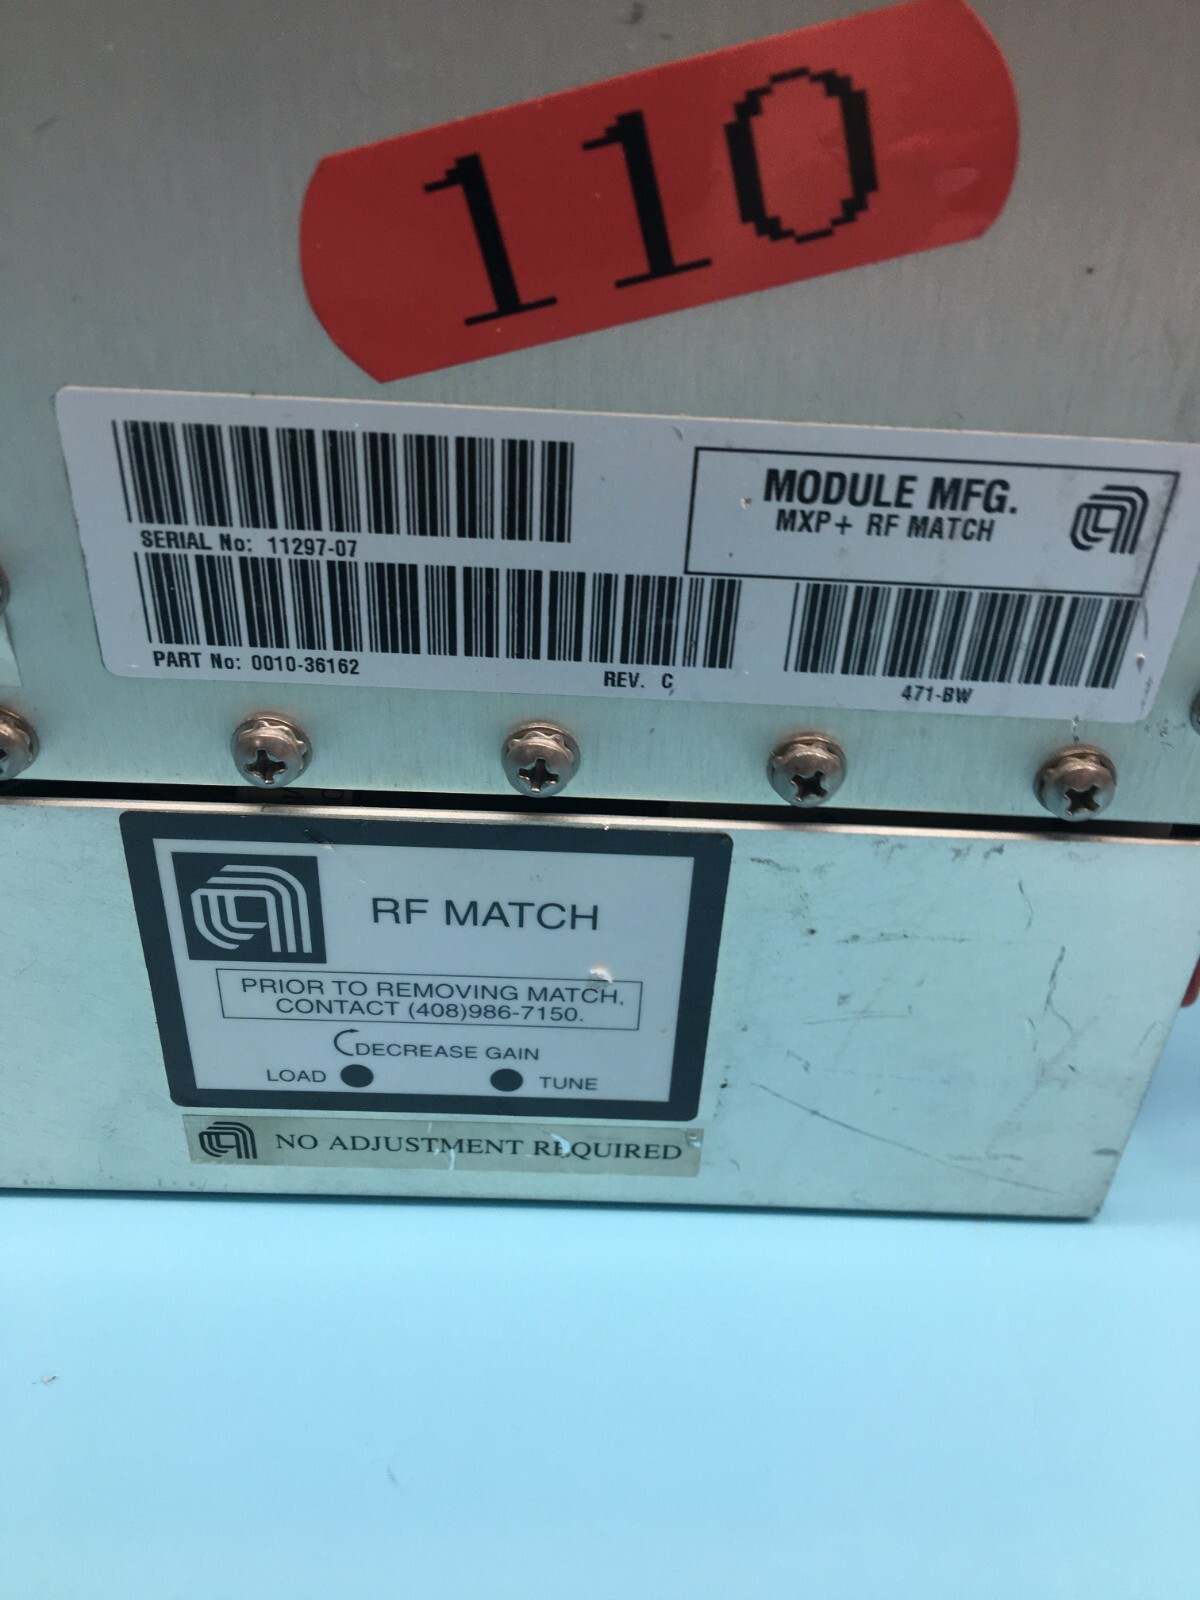 110
MODULE MFG.
MXP+ RF MATCH
SERIAL No: 11297-07
PART No: 0010-36162
REV. C
471-BW
RF MATCH
PRIOR TO REMOVING MATCH,
CONTACT (408)986-7150.
DECREASE GAIN
LOAD
TUNE
NO ADJUSTMENT REQUIRED